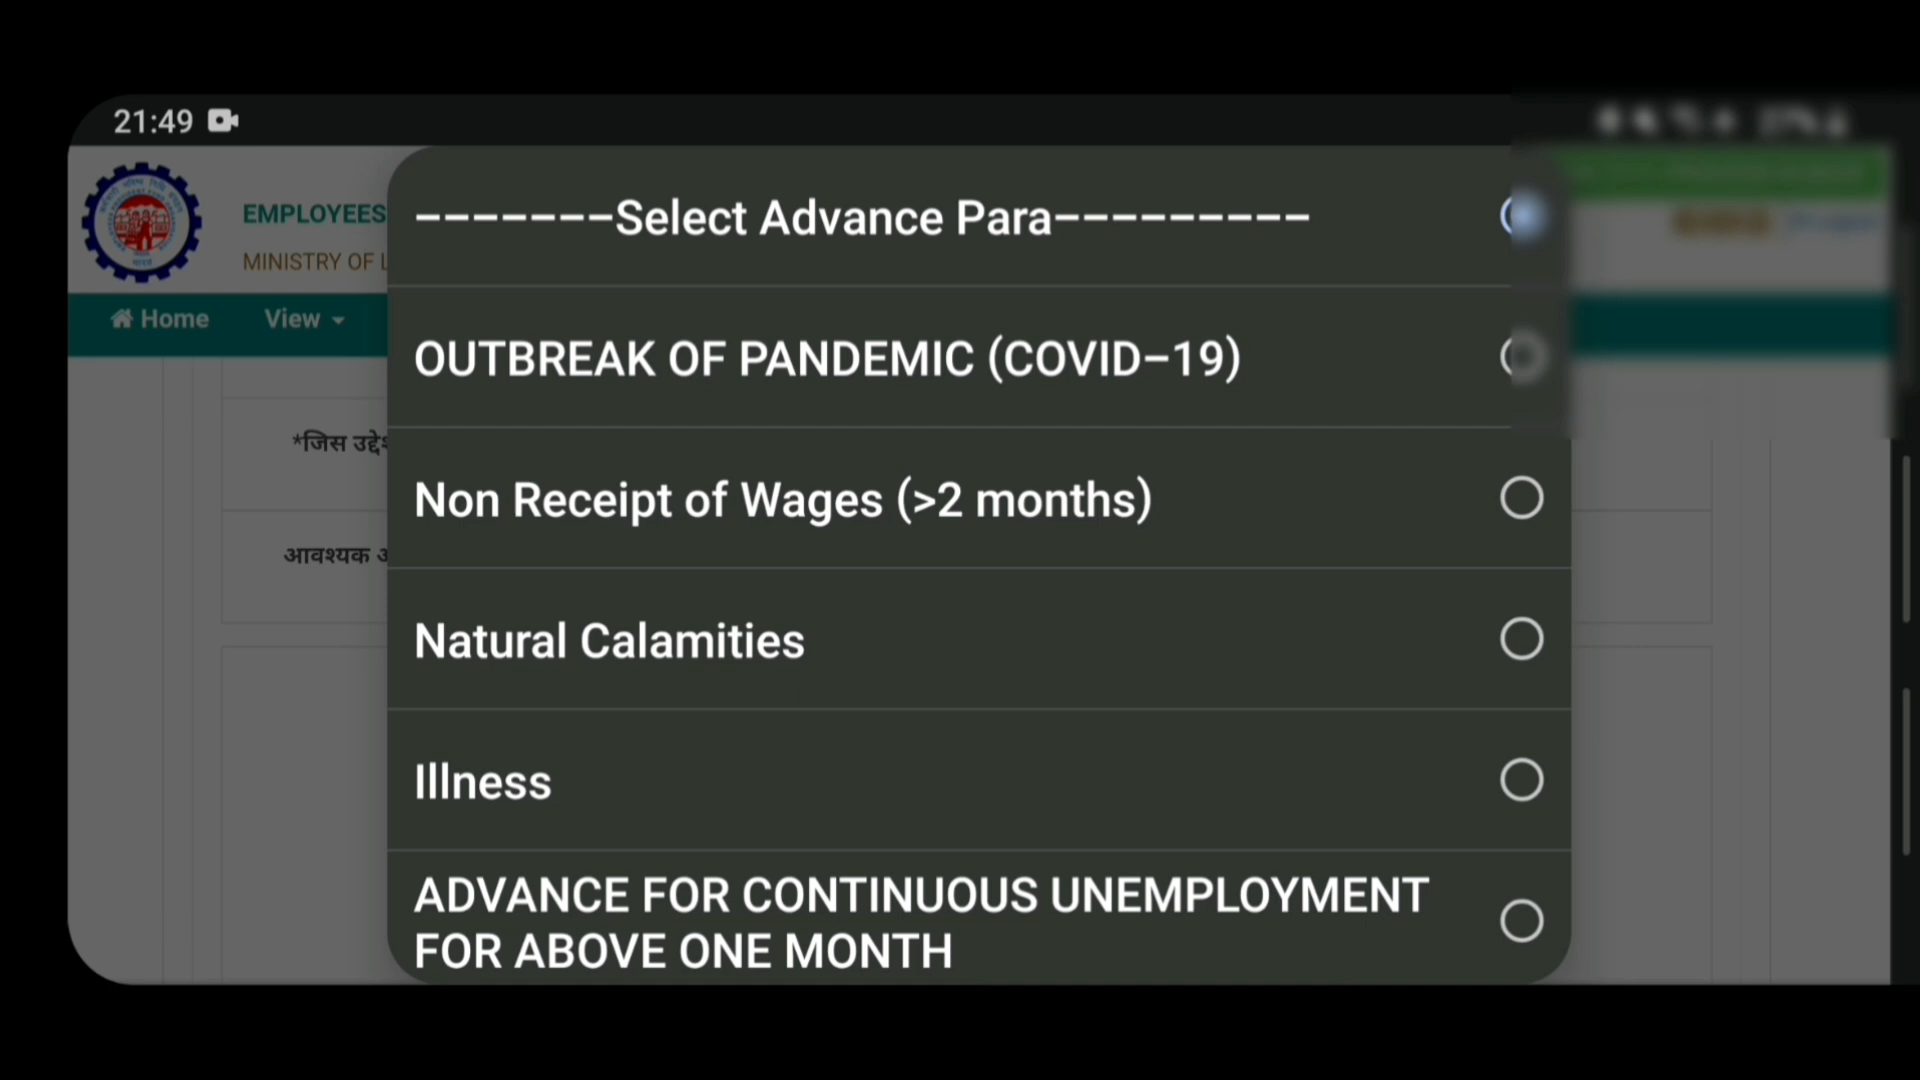 21:49
EMPLOYEES
MINISTRY OF L
Home View
-------Select Advance Para---------
OUTBREAK OF PANDEMIC (COVID-19)
*जिस उद्देश
Non Receipt of Wages (>2 months)
आवश्यक अ
Natural Calamities
Illness
ADVANCE FOR CONTINUOUS UNEMPLOYMENT
FOR ABOVE ONE MONTH